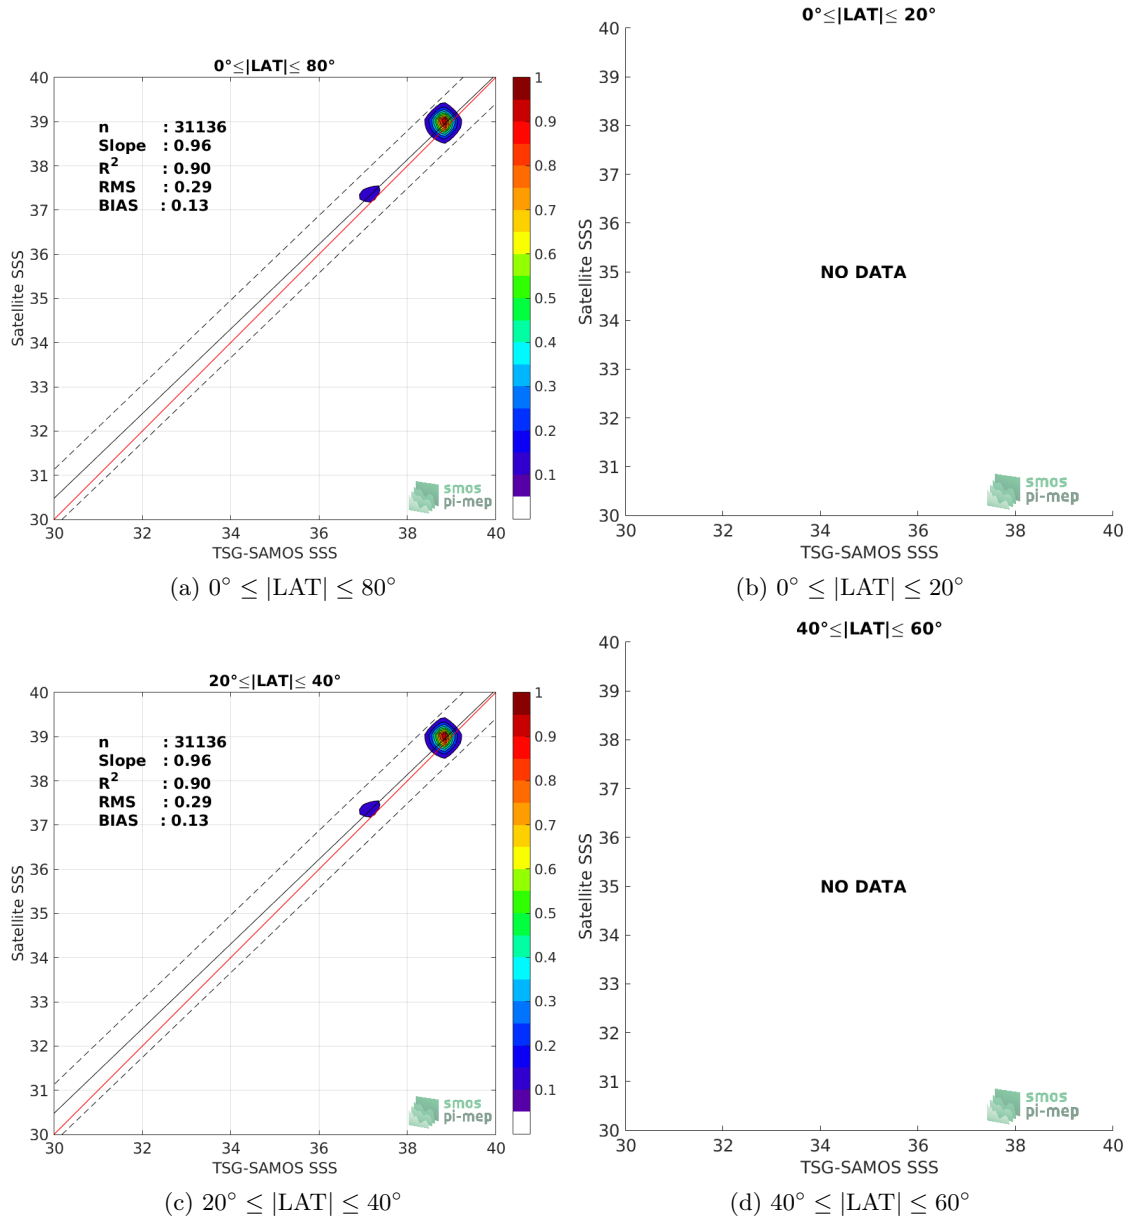 0°≤|LAT|≤ 80°
40
39
38
37
36
35
34
33
32
31
30
30
32
34
36
38
40
Satellite SSS
TSG-SAMOS SSS
n : 31136
Slope : 0.96
R² : 0.90
RMS : 0.29
BIAS : 0.13
1
0.9
0.8
0.7
0.6
0.5
0.4
0.3
0.2
0.1
smos
pi-mep
(a) 0° ≤ |LAT| ≤ 80°
0°≤|LAT|≤ 20°
40
39
38
37
36
35
34
33
32
31
30
30
32
34
36
38
40
Satellite SSS
TSG-SAMOS SSS
NO DATA
smos
pi-mep
(b) 0° ≤ |LAT| ≤ 20°
20°≤|LAT|≤ 40°
40
39
38
37
36
35
34
33
32
31
30
30
32
34
36
38
40
Satellite SSS
TSG-SAMOS SSS
n : 31136
Slope : 0.96
R² : 0.90
RMS : 0.29
BIAS : 0.13
1
0.9
0.8
0.7
0.6
0.5
0.4
0.3
0.2
0.1
smos
pi-mep
(c) 20° ≤ |LAT| ≤ 40°
40°≤|LAT|≤ 60°
40
39
38
37
36
35
34
33
32
31
30
30
32
34
36
38
40
Satellite SSS
TSG-SAMOS SSS
NO DATA
smos
pi-mep
(d) 40° ≤ |LAT| ≤ 60°